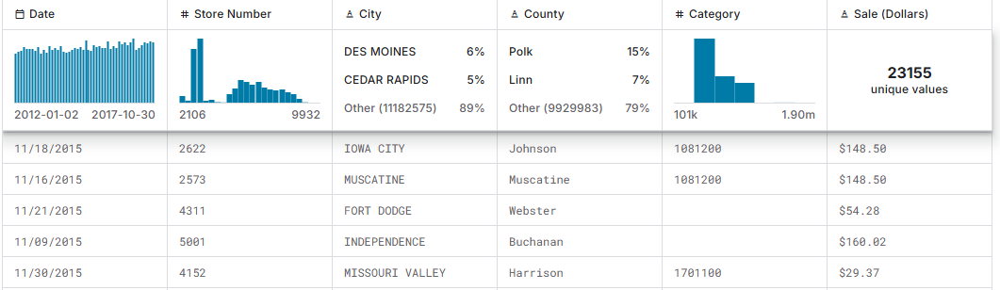 Date # Store Number City County # Category Sale (Dollars)
2012-01-02 2017-10-30
2106 9932
DES MOINES 6%
CEDAR RAPIDS 5%
Other (11182575) 89%
Polk 15%
Linn 7%
Other (9929983) 79%
101k 1.90m
23155
unique values
11/18/2015 2622 IOWA CITY Johnson 1081200 $148.50
11/16/2015 2573 MUSCATINE Muscatine 1081200 $148.50
11/21/2015 4311 FORT DODGE Webster $54.28
11/09/2015 5001 INDEPENDENCE Buchanan $160.02
11/30/2015 4152 MISSOURI VALLEY Harrison 1701100 $29.37